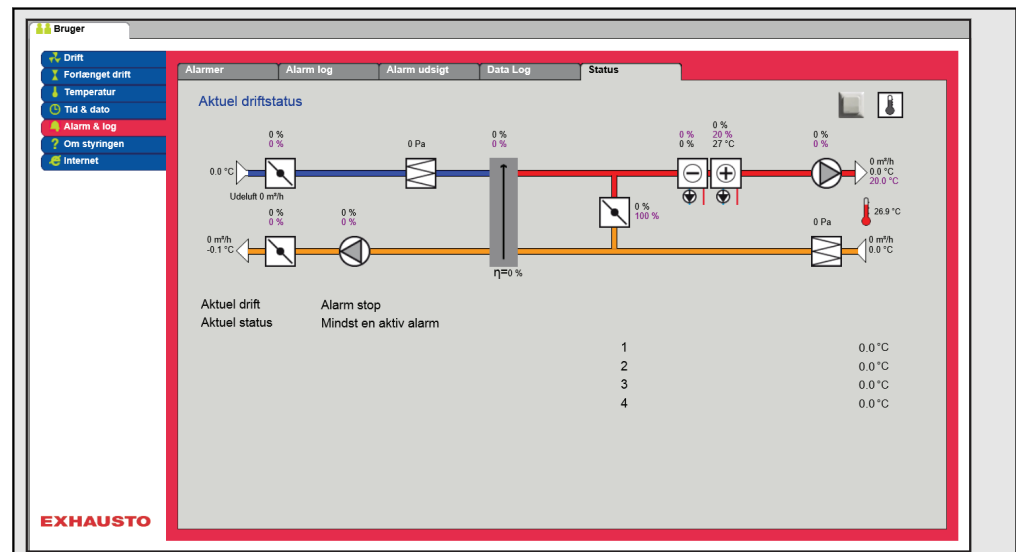 Bruger
Drift
Forlænget drift
Temperatur
Tid & dato
Alarm & log
Om styringen
Internet
Alarmer
Alarm log
Alarm udsigt
Data Log
Status
Aktuel driftstatus
0 %
0 %
0 Pa
0 %
0 %
0 %
0 %
0 %
20 %
27 °C
0 %
0 %
0.0 °C
0 m³/h
0.0 °C
20.0 °C
Udeluft 0 m³/h
0 %
0 %
0 %
0 %
0 %
100 %
26.9 °C
0 Pa
0 m³/h
-0.1 °C
0 m³/h
0.0 °C
η=0 %
Aktuel drift Alarm stop
Aktuel status Mindst en aktiv alarm
1 0.0 °C
2 0.0 °C
3 0.0 °C
4 0.0 °C
EXHAUSTO